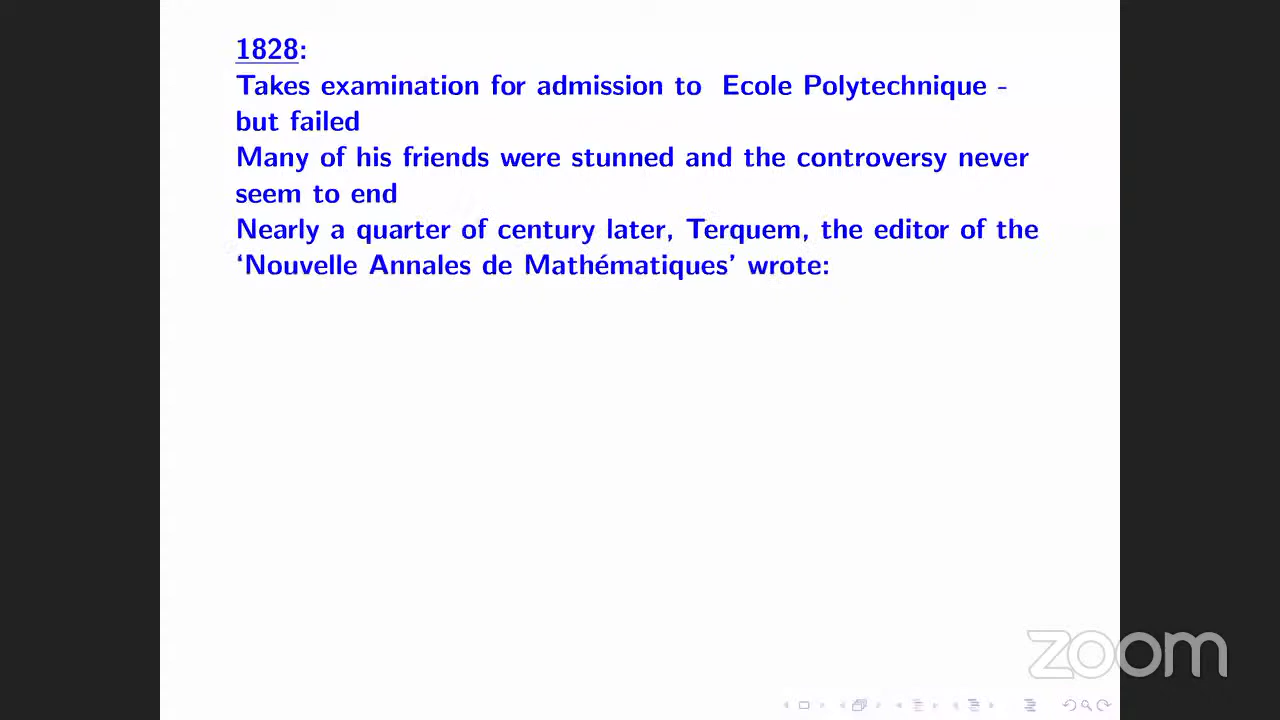 1828:
Takes examination for admission to Ecole Polytechnique -
but failed
Many of his friends were stunned and the controversy never
seem to end
Nearly a quarter of century later, Terquem, the editor of the
‘Nouvelle Annales de Mathématiques’ wrote:
zoom